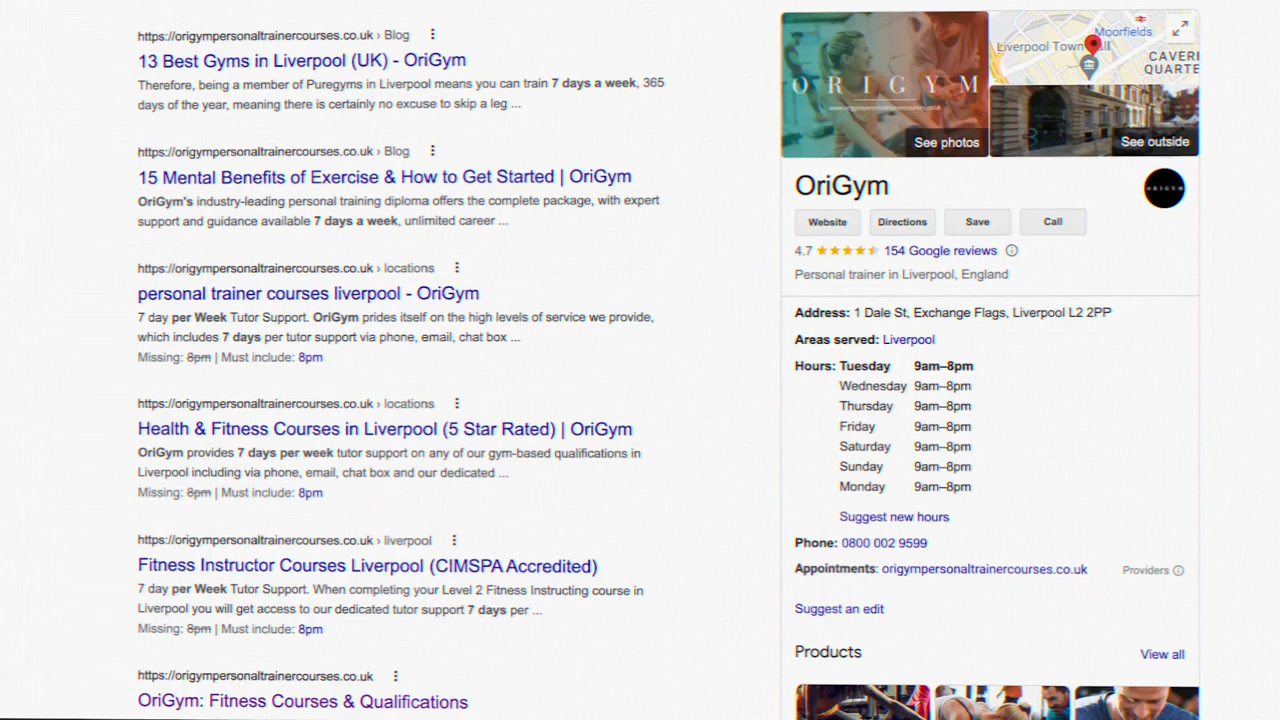 https://origympersonaltrainercourses.co.uk › Blog
13 Best Gyms in Liverpool (UK) - OriGym
Therefore, being a member of Puregyms in Liverpool means you can train 7 days a week, 365
days of the year, meaning there is certainly no excuse to skip a leg ...
https://origympersonaltrainercourses.co.uk › Blog
15 Mental Benefits of Exercise & How to Get Started | OriGym
OriGym's industry-leading personal training diploma offers the complete package, with expert
support and guidance available 7 days a week, unlimited career ...
https://origympersonaltrainercourses.co.uk › locations
personal trainer courses liverpool - OriGym
7 day per Week Tutor Support. OriGym prides itself on the high levels of service we provide,
which includes 7 days per tutor support via phone, email, chat box ...
Missing: 8pm | Must include: 8pm
https://origympersonaltrainercourses.co.uk › locations
Health & Fitness Courses in Liverpool (5 Star Rated) | OriGym
OriGym provides 7 days per week tutor support on any of our gym-based qualifications in
Liverpool including via phone, email, chat box and our dedicated ...
Missing: 8pm | Must include: 8pm
https://origympersonaltrainercourses.co.uk › liverpool
Fitness Instructor Courses Liverpool (CIMSPA Accredited)
7 day per Week Tutor Support. When completing your Level 2 Fitness Instructing course in
Liverpool you will get access to our dedicated tutor support 7 days per ...
Missing: 8pm | Must include: 8pm
https://origympersonaltrainercourses.co.uk
OriGym: Fitness Courses & Qualifications
ORIGYM
www.origympersonaltrainercourses.co.uk
See photos
Moorfields
Liverpool Town
CAVERN
QUARTE
See outside
OriGym
ORIGYM
Website Directions Save Call
4.7 154 Google reviews
Personal trainer in Liverpool, England
Address: 1 Dale St, Exchange Flags, Liverpool L2 2PP
Areas served: Liverpool
Hours: Tuesday 9am–8pm
Wednesday 9am–8pm
Thursday 9am–8pm
Friday 9am–8pm
Saturday 9am–8pm
Sunday 9am–8pm
Monday 9am–8pm
Suggest new hours
Phone: 0800 002 9599
Appointments: origympersonaltrainercourses.co.uk Providers
Suggest an edit
Products View all